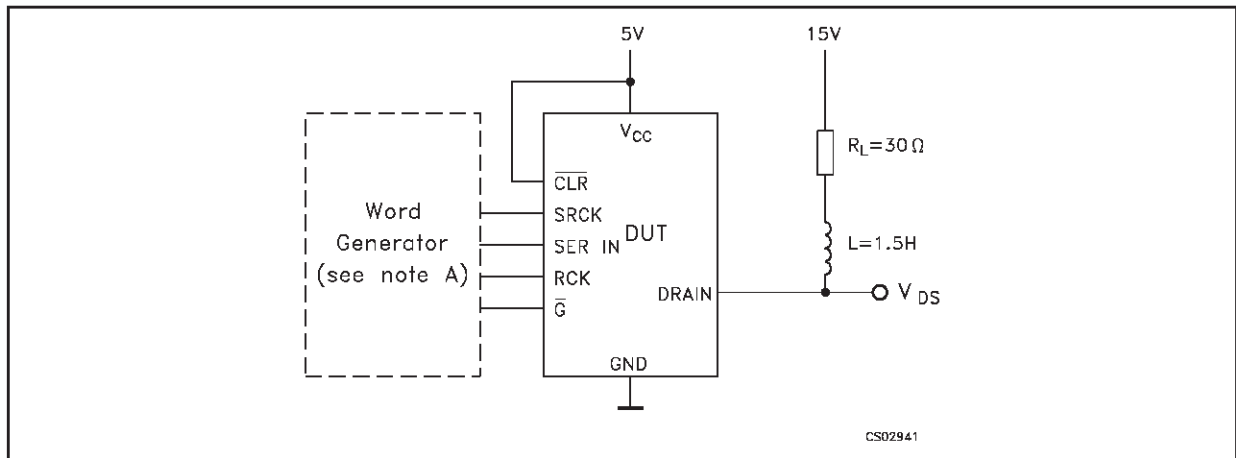 5V
15V
V_CC
R_L=30Ω
CLR
Word
Generator
(see note A)
SRCK
DUT
SER IN
L=1.5H
RCK
DRAIN
V_DS
G
GND
CS02941